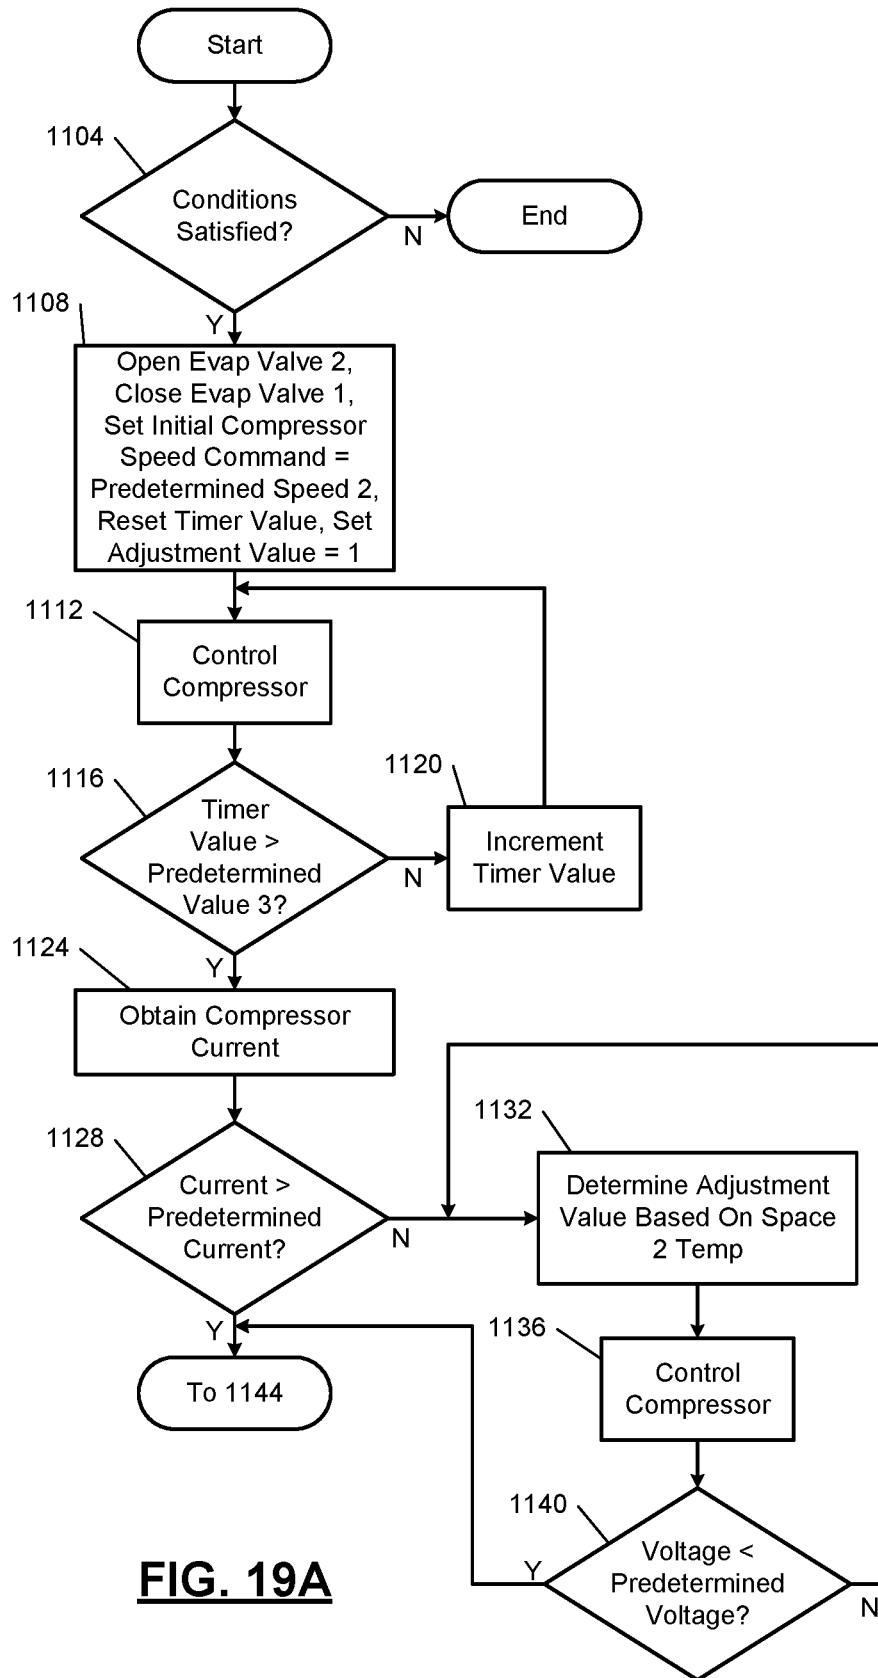 Start
1104
Conditions
Satisfied?
N
End
Y
1108
Open Evap Valve 2,
Close Evap Valve 1,
Set Initial Compressor
Speed Command =
Predetermined Speed 2,
Reset Timer Value, Set
Adjustment Value = 1
1112
Control
Compressor
1116
Timer
Value >
Predetermined
Value 3?
N
1120
Increment
Timer Value
Y
1124
Obtain Compressor
Current
1128
Current >
Predetermined
Current?
N
1132
Determine Adjustment
Value Based On Space
2 Temp
Y
To 1144
1136
Control
Compressor
1140
Voltage <
Predetermined
Voltage?
Y
N
FIG. 19A